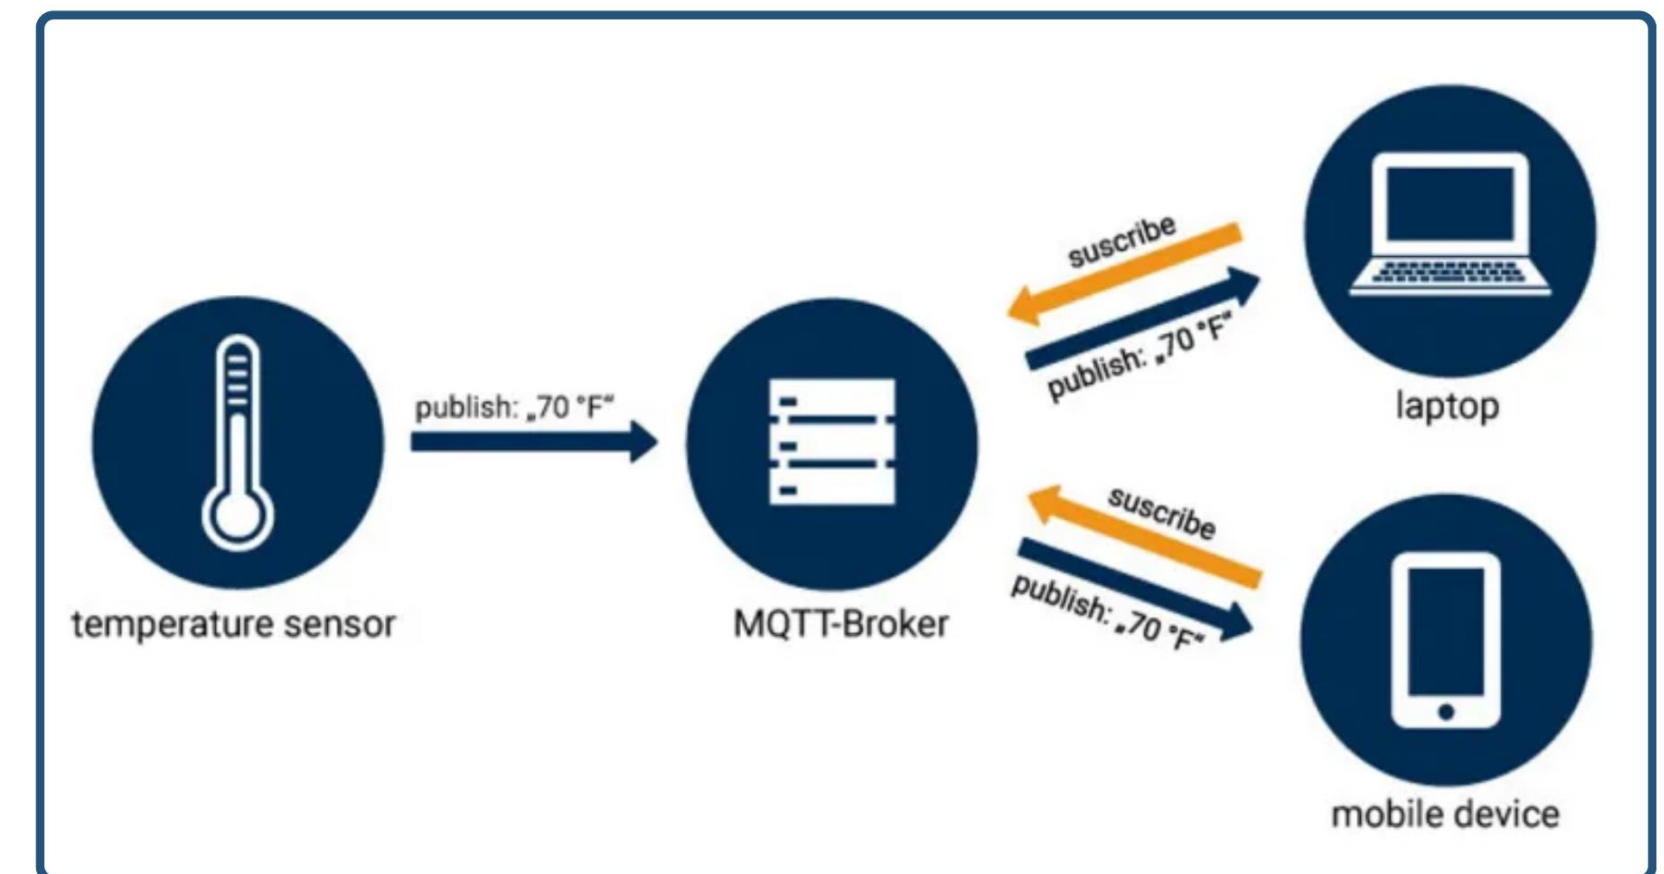 suscribe
publish: „70 °F“
laptop
publish: „70 °F“
suscribe
publish: „70 °F“
temperature sensor
MQTT-Broker
mobile device